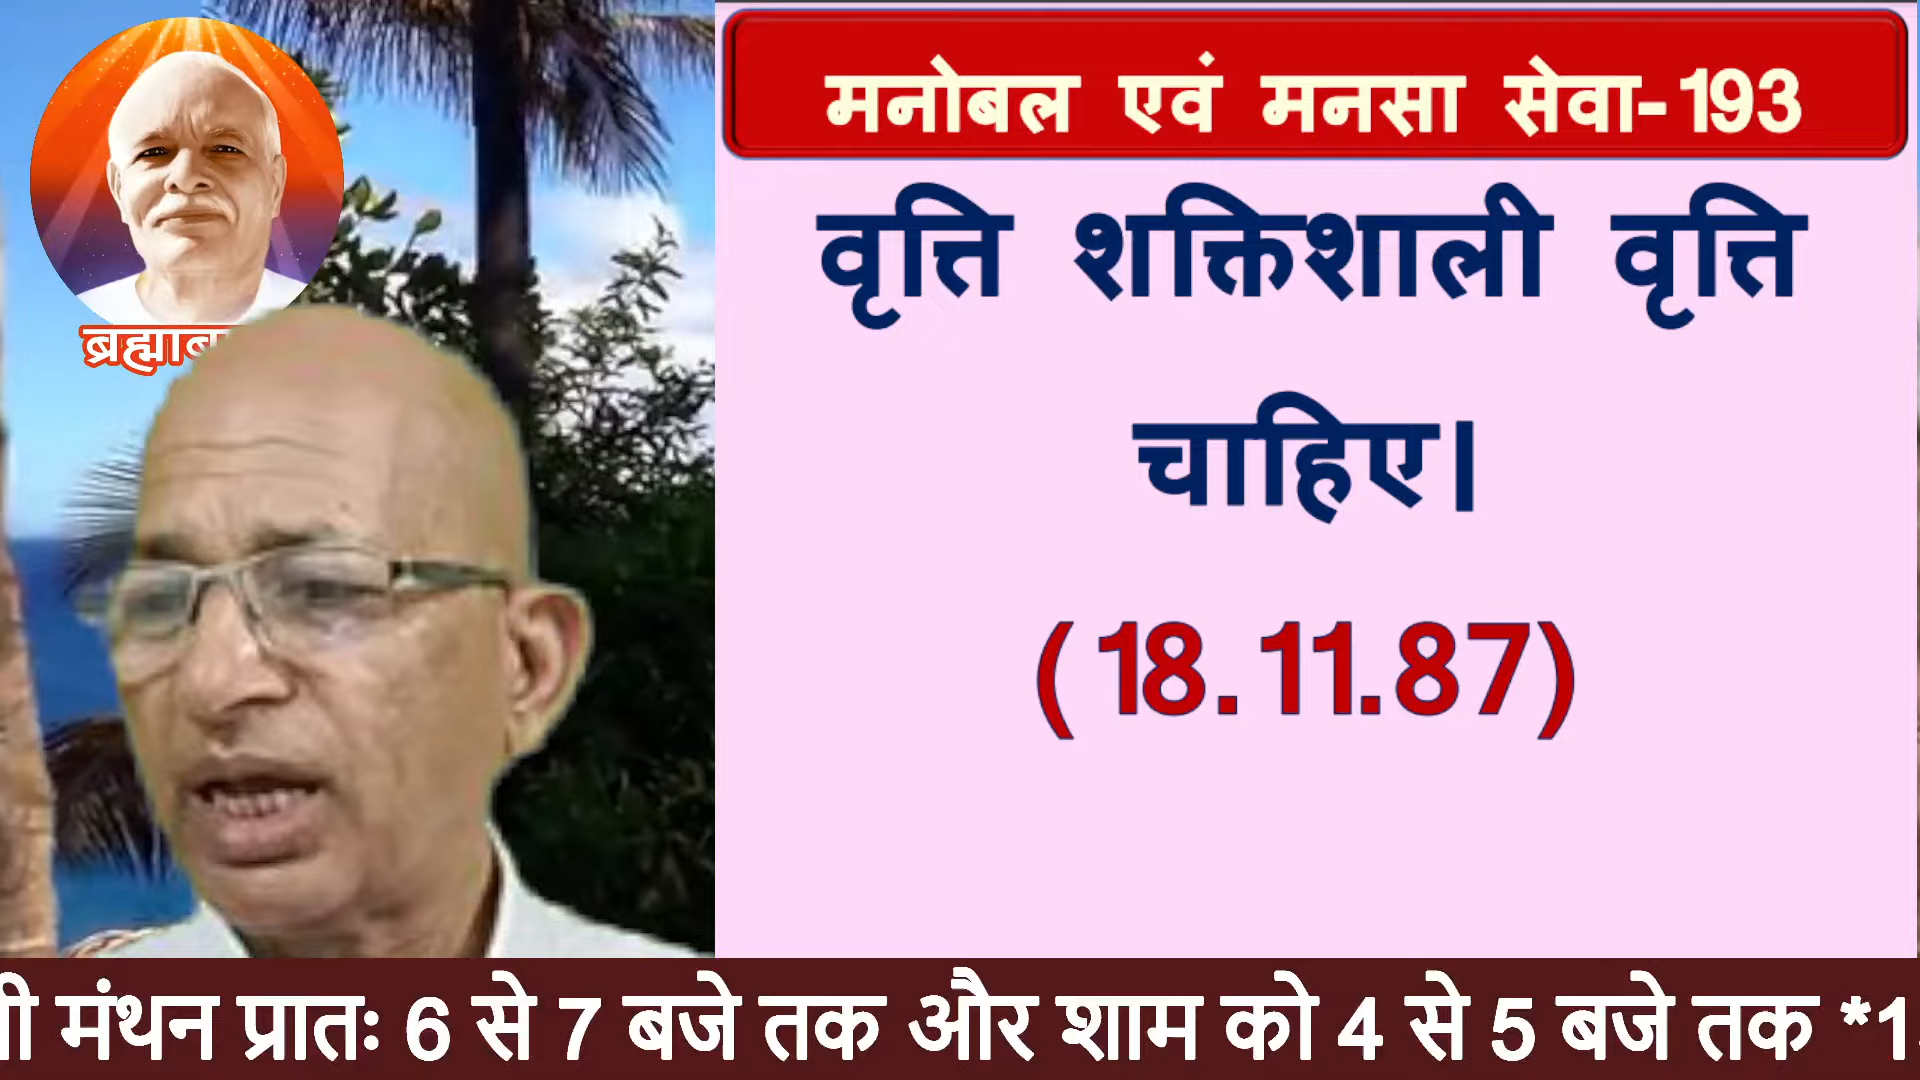 मनोबल एवं मनसा सेवा-193
वृत्ति शक्तिशाली वृत्ति
चाहिए।
(18.11.87)
मंथन प्रातः 6 से 7 बजे तक और शाम को 4 से 5 बजे तक *1